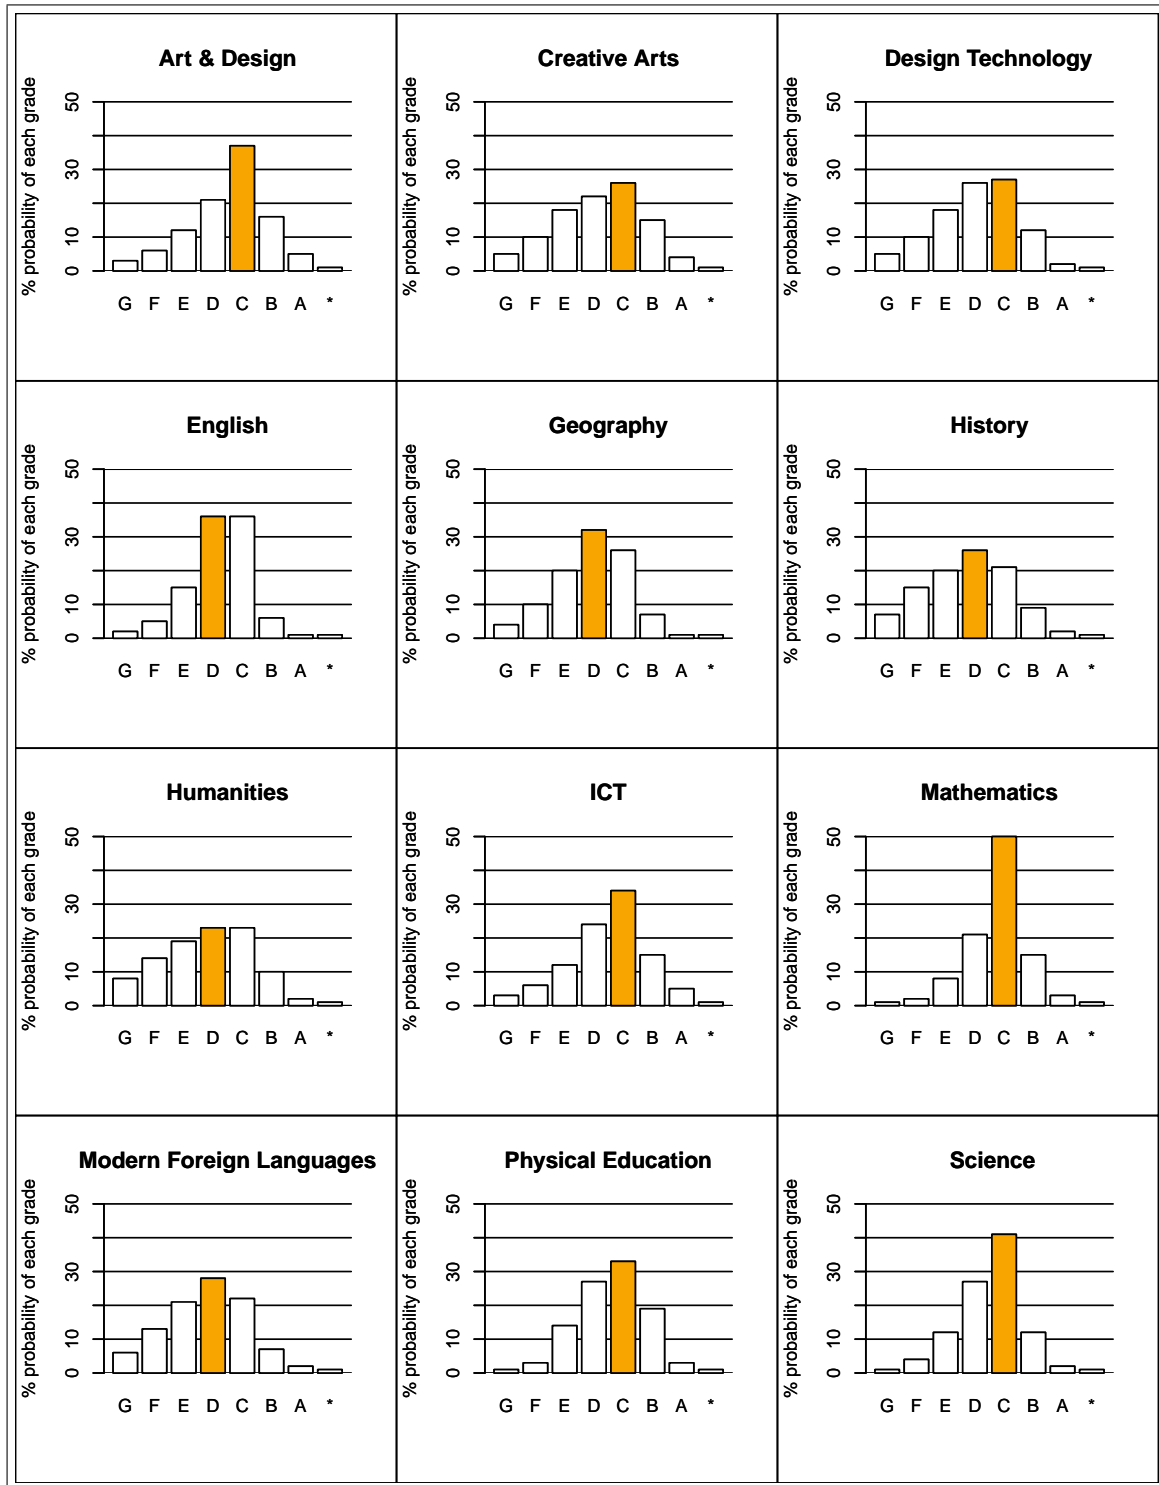 Art & Design
% probability of each grade
50
30
10
0
G F E D C B A *
Creative Arts
% probability of each grade
50
30
10
0
G F E D C B A *
Design Technology
% probability of each grade
50
30
10
0
G F E D C B A *
English
% probability of each grade
50
30
10
0
G F E D C B A *
Geography
% probability of each grade
50
30
10
0
G F E D C B A *
History
% probability of each grade
50
30
10
0
G F E D C B A *
Humanities
% probability of each grade
50
30
10
0
G F E D C B A *
ICT
% probability of each grade
50
30
10
0
G F E D C B A *
Mathematics
% probability of each grade
50
30
10
0
G F E D C B A *
Modern Foreign Languages
% probability of each grade
50
30
10
0
G F E D C B A *
Physical Education
% probability of each grade
50
30
10
0
G F E D C B A *
Science
% probability of each grade
50
30
10
0
G F E D C B A *